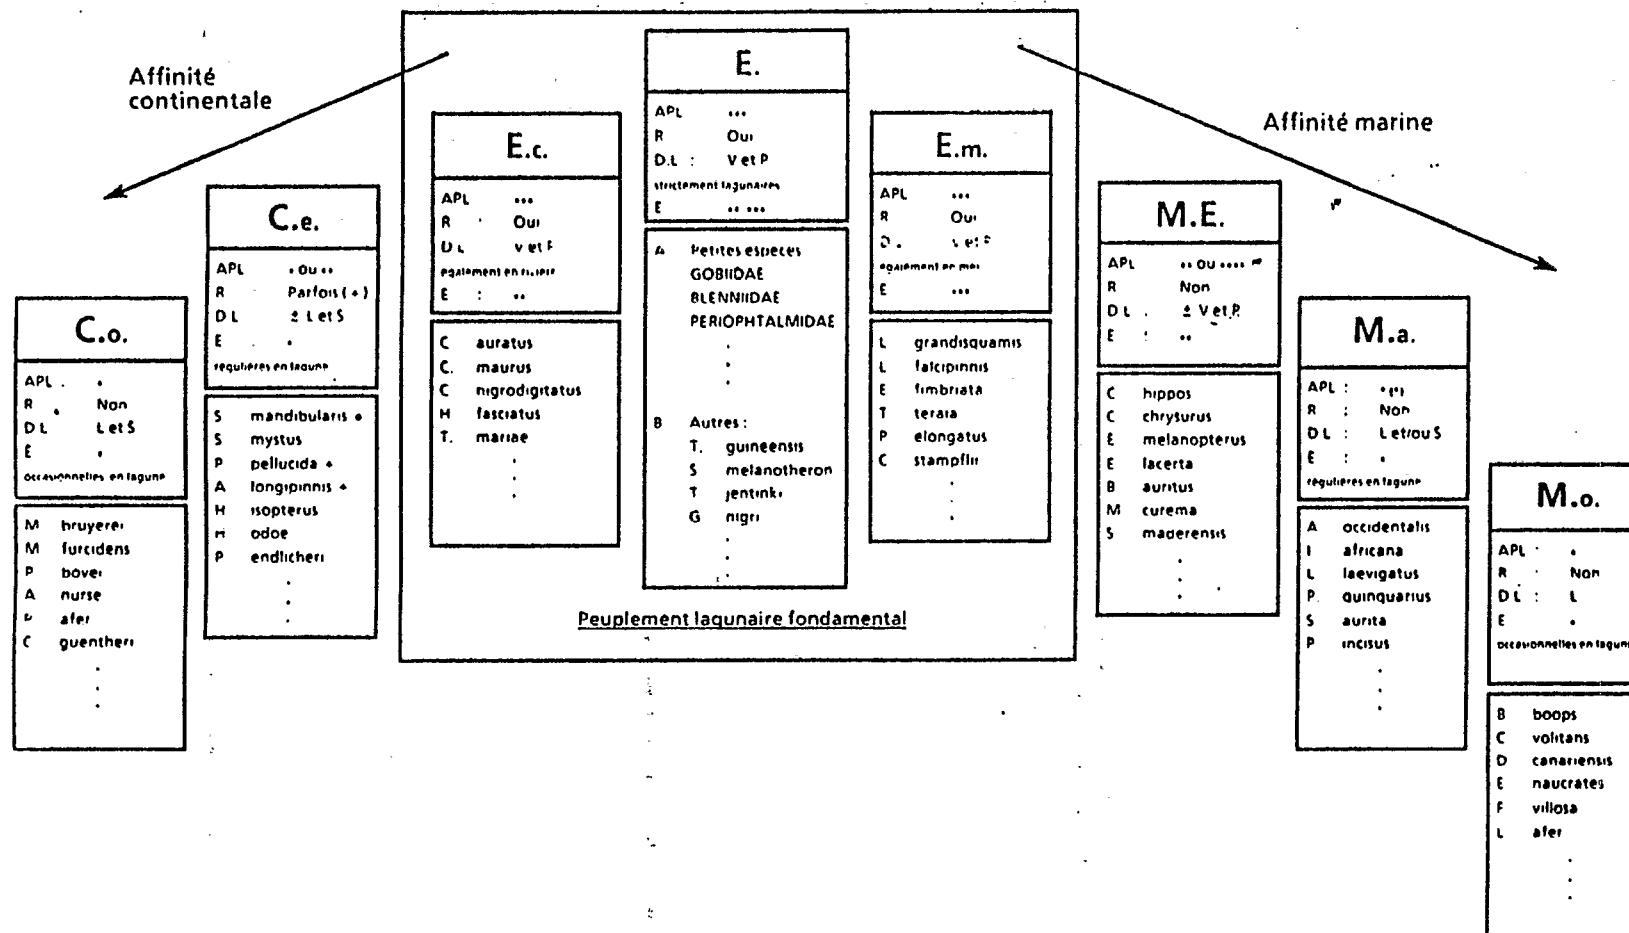 Affinité
continentale
Affinité marine
C.o.
APL . •
R . Non
D L L et S
E •
occasionnelles en lagune
M bruyerei
M furcidens
P bovei
A nurse
P afer
C guentheri
C.e.
APL • ou ••
R Parfois (+)
D L ± L et S
E •
régulières en lagune
S mandibularis +
S mystus
P pellucida +
A longipinnis +
H isopterus
H odoe
P endlicheri
E.c.
APL •••
R Oui
D L V et P
également en rivière
E : ••
C auratus
C. maurus
C nigrodigitatus
H fasciatus
T. mariae
E.
APL •••
R Oui
D.L : V et P
strictement lagunaires
E •• •••
A Petites espèces
GOBIIDAE
BLENNIIDAE
PERIOPHTALMIDAE
B Autres :
T. guineensis
S melanotheron
T jentinki
G nigri
E.m.
APL •••
R Oui
D . V et P
également en mer
E •••
L grandisquamis
L falcipinnis
E fimbriata
T teraia
P elongatus
C stampflii
Peuplement lagunaire fondamental
M.E.
APL •• ou ••••
R Non
D L . ± V et P.
E : ••
C hippos
C chrysurus
E melanopterus
E lacerta
B auritus
M curema
S maderensis
M.a.
APL : • (•)
R : Non
D L : L et/ou S
E : •
régulières en lagune
A occidentalis
I africana
L laevigatus
P. quinquarius
S aurita
P incisus
M.o.
APL : •
R Non
D L : L
E •
occasionnelles en lagune
B boops
C volitans
D canariensis
E naucrates
F villosa
L afer